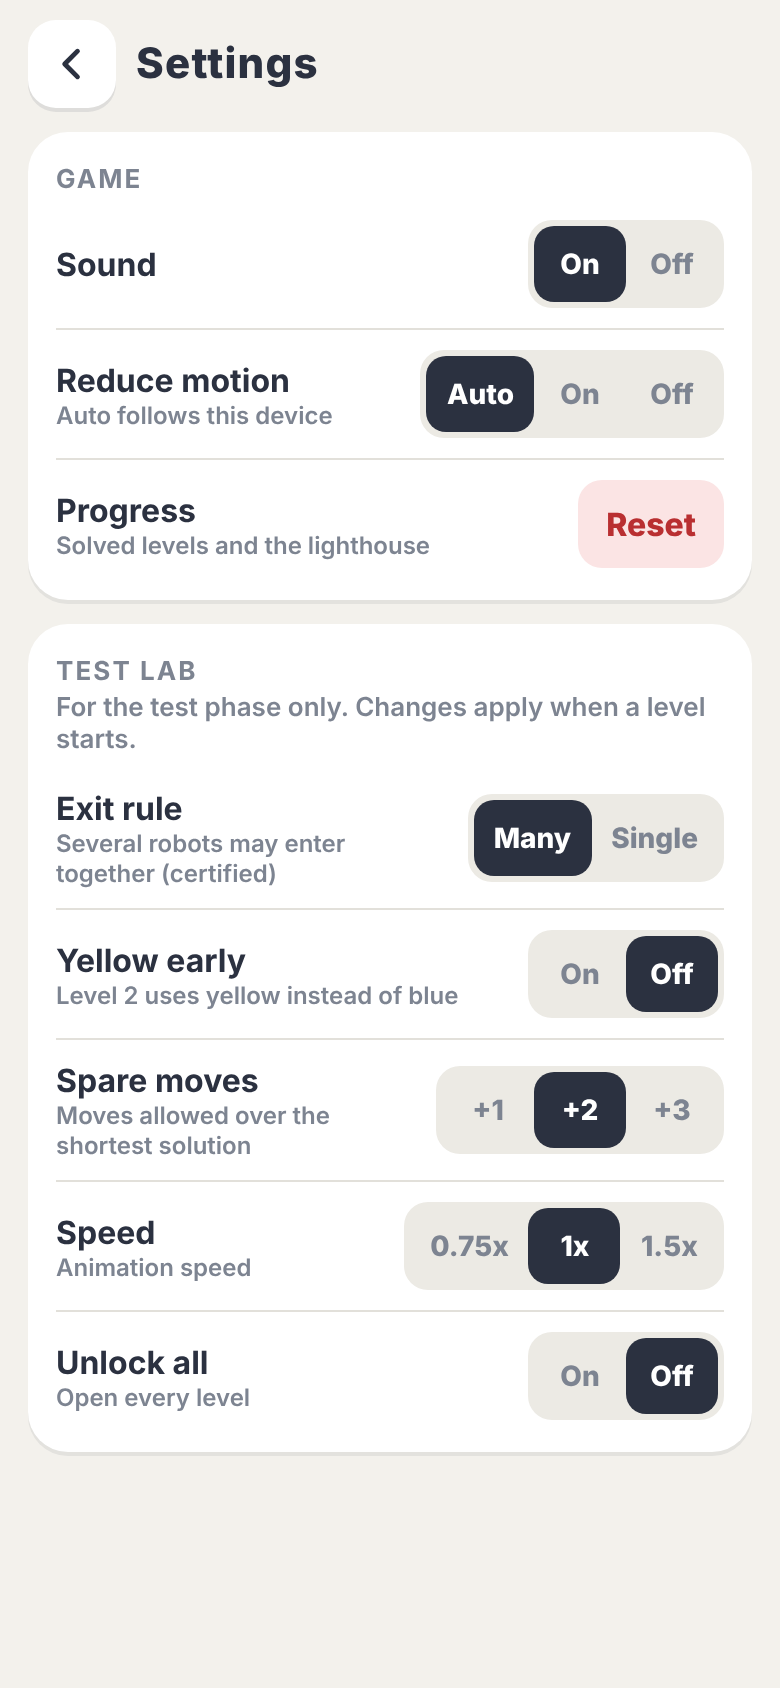 Settings
GAME
Sound
On Off
Reduce motion
Auto follows this device
Auto On Off
Progress
Solved levels and the lighthouse
Reset
TEST LAB
For the test phase only. Changes apply when a level
starts.
Exit rule
Several robots may enter
together (certified)
Many Single
Yellow early
Level 2 uses yellow instead of blue
On Off
Spare moves
Moves allowed over the
shortest solution
+1 +2 +3
Speed
Animation speed
0.75x 1x 1.5x
Unlock all
Open every level
On Off